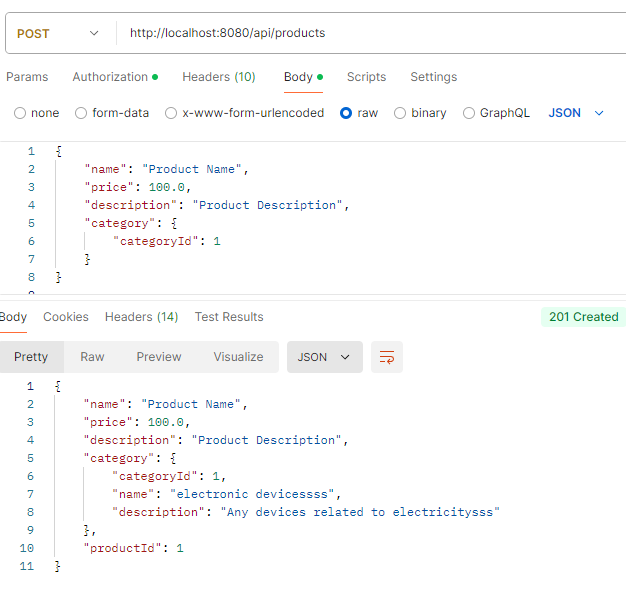 POST http://localhost:8080/api/products
Params Authorization Headers (10) Body Scripts Settings
none form-data x-www-form-urlencoded raw binary GraphQL JSON
1 {
2 "name": "Product Name",
3 "price": 100.0,
4 "description": "Product Description",
5 "category": {
6 "categoryId": 1
7 }
8 }
Body Cookies Headers (14) Test Results 201 Created
Pretty Raw Preview Visualize JSON
1 {
2 "name": "Product Name",
3 "price": 100.0,
4 "description": "Product Description",
5 "category": {
6 "categoryId": 1,
7 "name": "electronic devicessss",
8 "description": "Any devices related to electricitysss"
9 },
10 "productId": 1
11 }